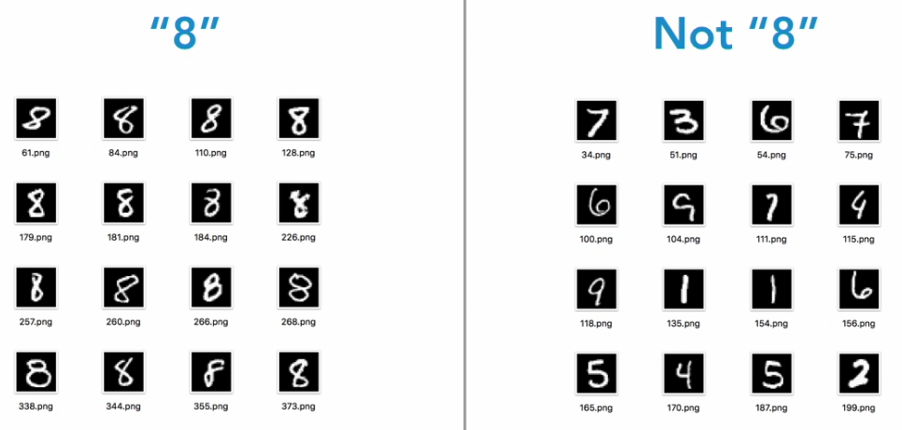 “8”
Not “8”
8 8 8 8
61.png 84.png 110.png 128.png
8 8 8 8
179.png 181.png 184.png 226.png
8 8 8 8
257.png 260.png 266.png 268.png
8 8 8 8
338.png 344.png 355.png 373.png
7 3 6 7
34.png 51.png 54.png 75.png
6 9 7 4
100.png 104.png 111.png 115.png
9 1 1 6
118.png 135.png 154.png 156.png
5 4 5 2
165.png 170.png 187.png 199.png